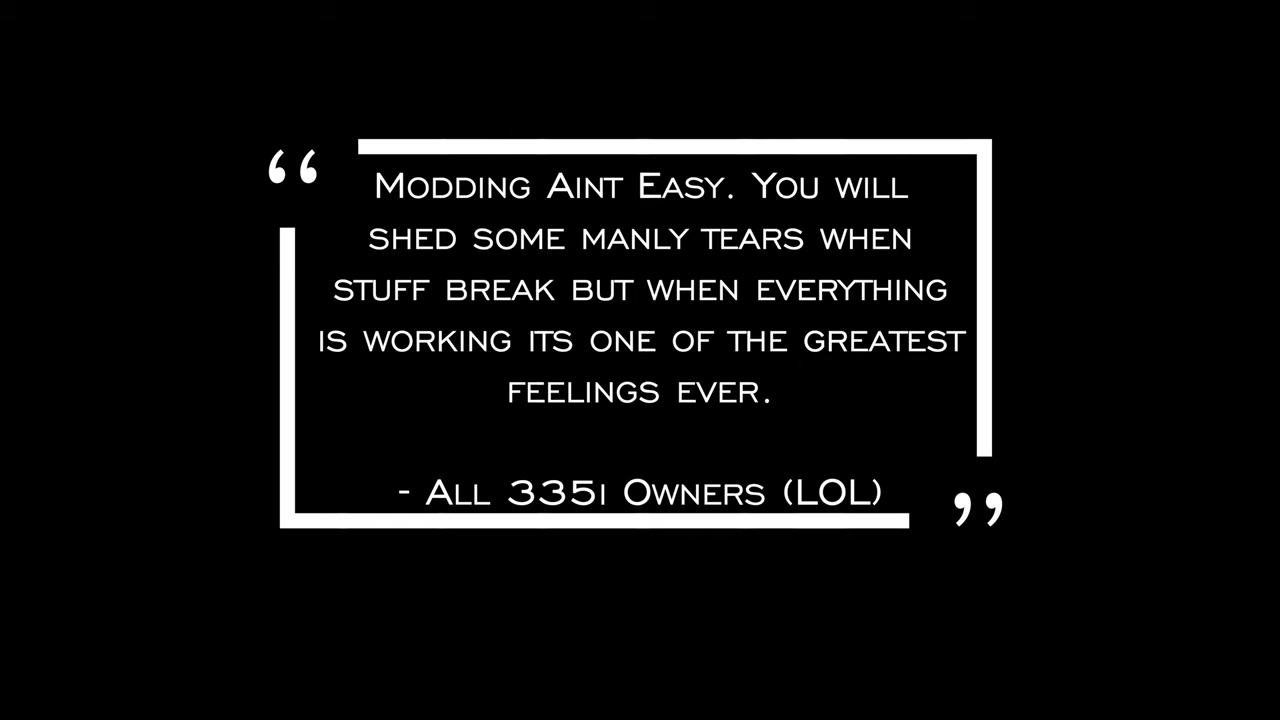 “
Modding Aint Easy. You will
shed some manly tears when
stuff break but when everything
is working its one of the greatest
feelings ever.
- All 335i Owners (LOL)
”